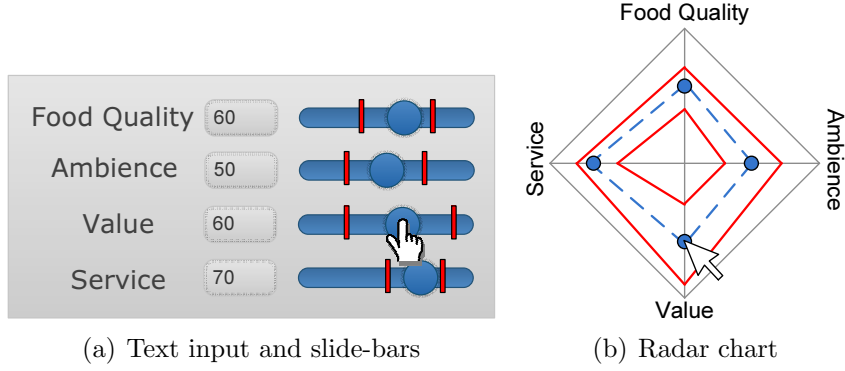 Food Quality 60
Ambience 50
Value 60
Service 70
(a) Text input and slide-bars
Food Quality
Service
Ambience
Value
(b) Radar chart